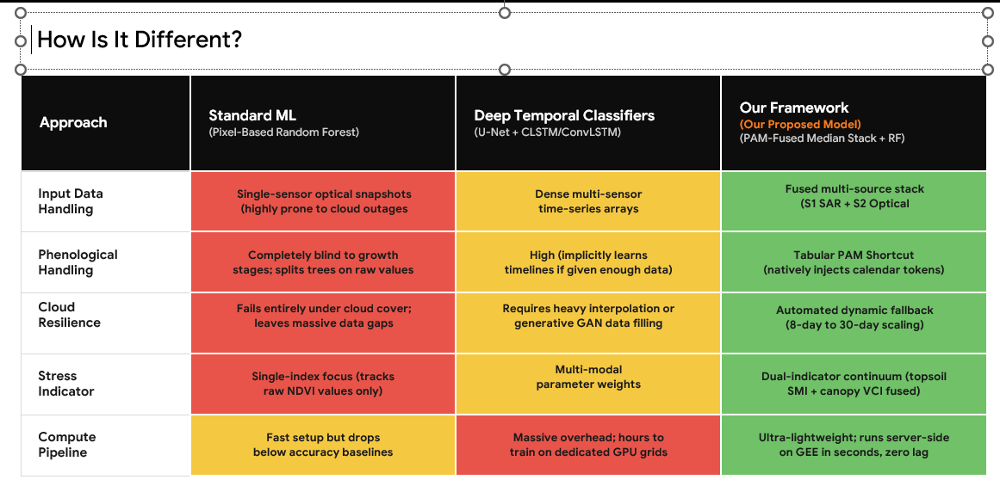 How Is It Different?
Approach
Standard ML
(Pixel-Based Random Forest)
Deep Temporal Classifiers
(U-Net + CLSTM/ConvLSTM)
Our Framework
(Our Proposed Model)
(PAM-Fused Median Stack + RF)
Input Data
Handling
Single-sensor optical snapshots
(highly prone to cloud outages
Dense multi-sensor
time-series arrays
Fused multi-source stack
(S1 SAR + S2 Optical
Phenological
Handling
Completely blind to growth
stages; splits trees on raw values
High (implicitly learns
timelines if given enough data)
Tabular PAM Shortcut
(natively injects calendar tokens)
Cloud
Resilience
Fails entirely under cloud cover;
leaves massive data gaps
Requires heavy interpolation or
generative GAN data filling
Automated dynamic fallback
(8-day to 30-day scaling)
Stress
Indicator
Single-index focus (tracks
raw NDVI values only)
Multi-modal
parameter weights
Dual-indicator continuum (topsoil
SMI + canopy VCI fused)
Compute
Pipeline
Fast setup but drops
below accuracy baselines
Massive overhead; hours to
train on dedicated GPU grids
Ultra-lightweight; runs server-side
on GEE in seconds, zero lag